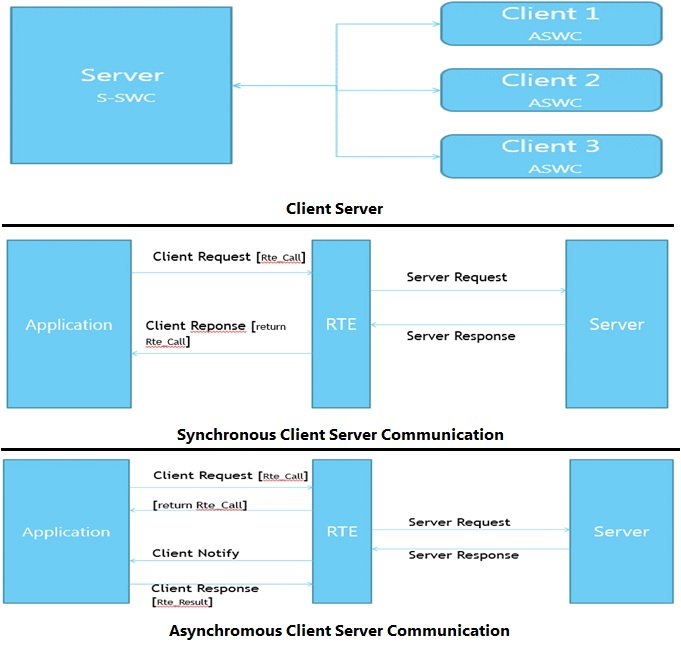 Server
S-SWC
Client 1
ASWC
Client 2
ASWC
Client 3
ASWC
Client Server
Application
Client Request [Rte_Call]
Client Reponse [return
Rte_Call]
RTE
Server Request
Server Response
Server
Synchronous Client Server Communication
Application
Client Request [Rte_Call]
[return Rte_Call]
Client Notify
Client Response
[Rte_Result]
RTE
Server Request
Server Response
Server
Asynchromous Client Server Communication